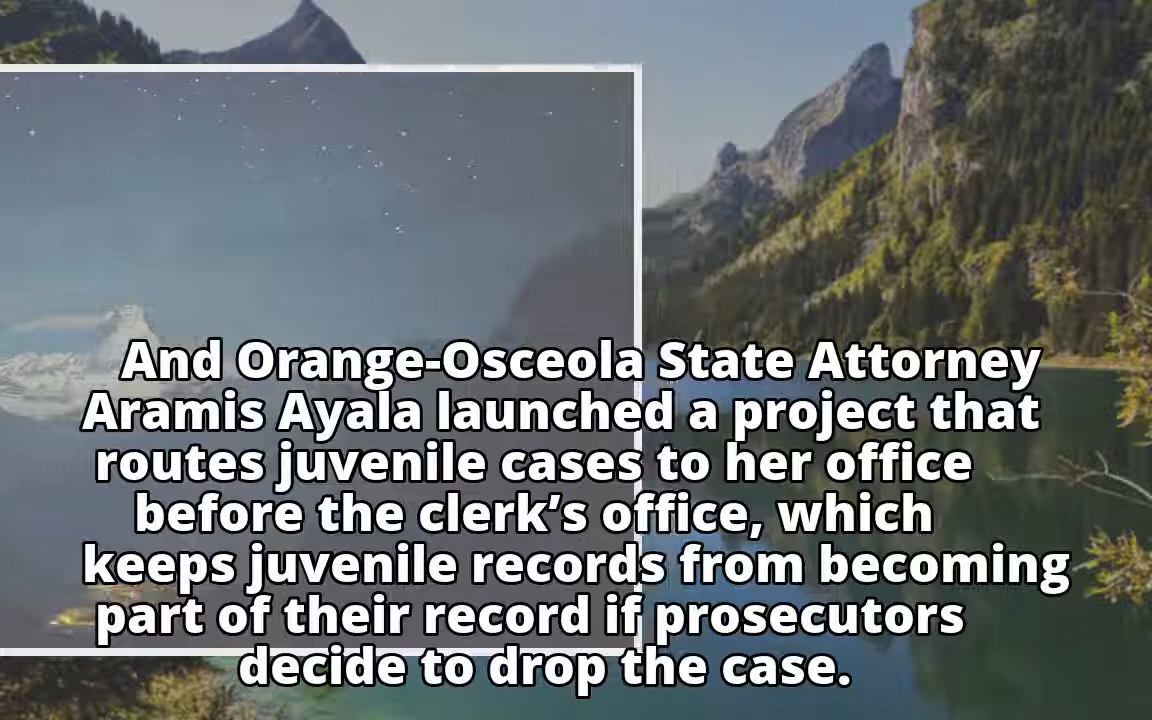 And Orange-Osceola State Attorney
Aramis Ayala launched a project that
routes juvenile cases to her office
before the clerk’s office, which
keeps juvenile records from becoming
part of their record if prosecutors
decide to drop the case.